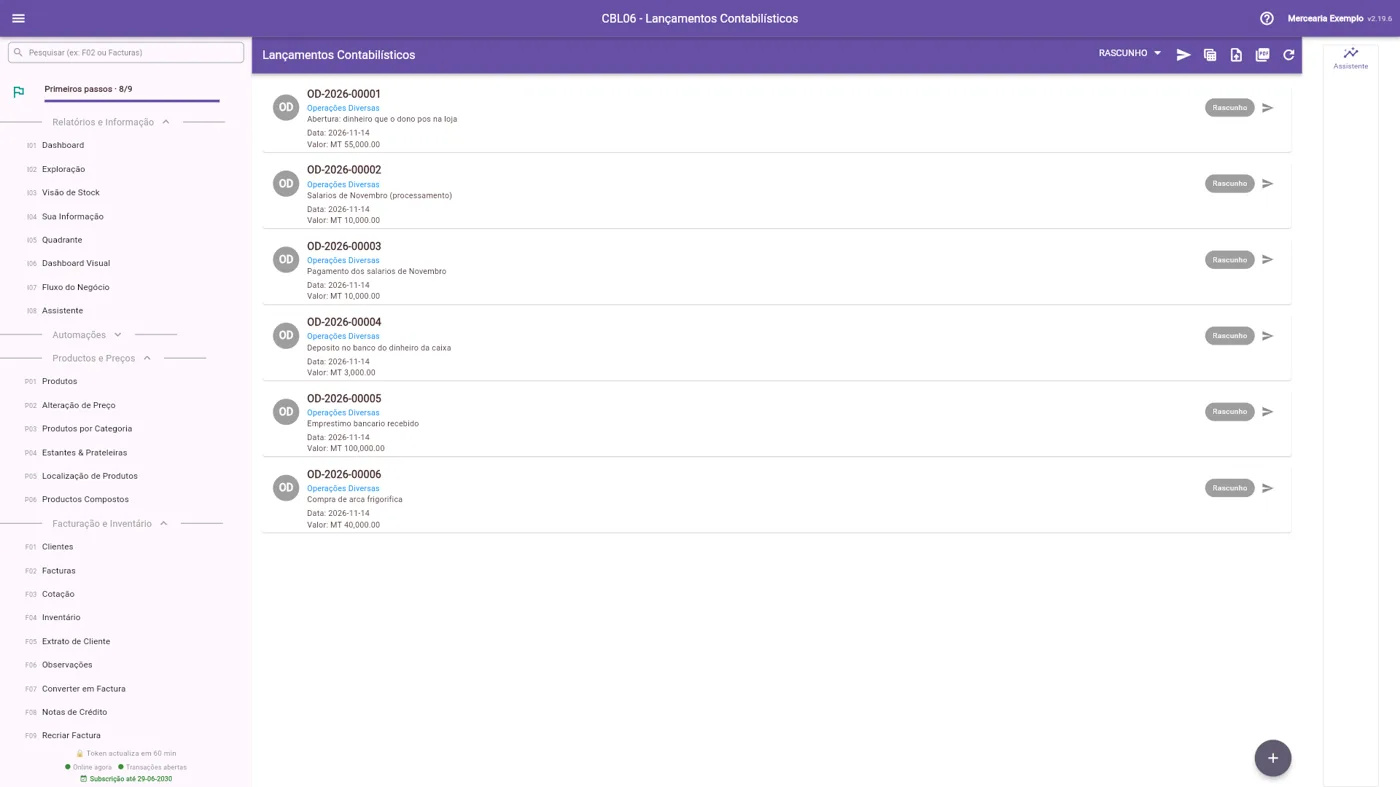 CBL06 - Lançamentos Contabilísticos
Mercearia Exemplo v2.19.6
Pesquisar (ex: F02 ou Facturas)
Primeiros passos · 8/9
Relatórios e Informação
I01 Dashboard
I02 Exploração
I03 Visão de Stock
I04 Sua Informação
I05 Quadrante
I06 Dashboard Visual
I07 Fluxo do Negócio
I08 Assistente
Automações
Productos e Preços
P01 Produtos
P02 Alteração de Preço
P03 Produtos por Categoria
P04 Estantes & Prateleiras
P05 Localização de Produtos
P06 Productos Compostos
Facturação e Inventário
F01 Clientes
F02 Facturas
F03 Cotação
F04 Inventário
F05 Extrato de Cliente
F06 Observações
F07 Converter em Factura
F08 Notas de Crédito
F09 Recriar Factura
Token actualiza em 60 min
Online agora Transações abertas
Subscrição até 29-06-2030
Lançamentos Contabilísticos
RASCUNHO
PDF
OD
OD-2026-00001
Operações Diversas
Abertura: dinheiro que o dono pos na loja
Data: 2026-11-14
Valor: MT 55,000.00
Rascunho
OD
OD-2026-00002
Operações Diversas
Salarios de Novembro (processamento)
Data: 2026-11-14
Valor: MT 10,000.00
Rascunho
OD
OD-2026-00003
Operações Diversas
Pagamento dos salarios de Novembro
Data: 2026-11-14
Valor: MT 10,000.00
Rascunho
OD
OD-2026-00004
Operações Diversas
Deposito no banco do dinheiro da caixa
Data: 2026-11-14
Valor: MT 3,000.00
Rascunho
OD
OD-2026-00005
Operações Diversas
Emprestimo bancario recebido
Data: 2026-11-14
Valor: MT 100,000.00
Rascunho
OD
OD-2026-00006
Operações Diversas
Compra de arca frigorifica
Data: 2026-11-14
Valor: MT 40,000.00
Rascunho
Assistente